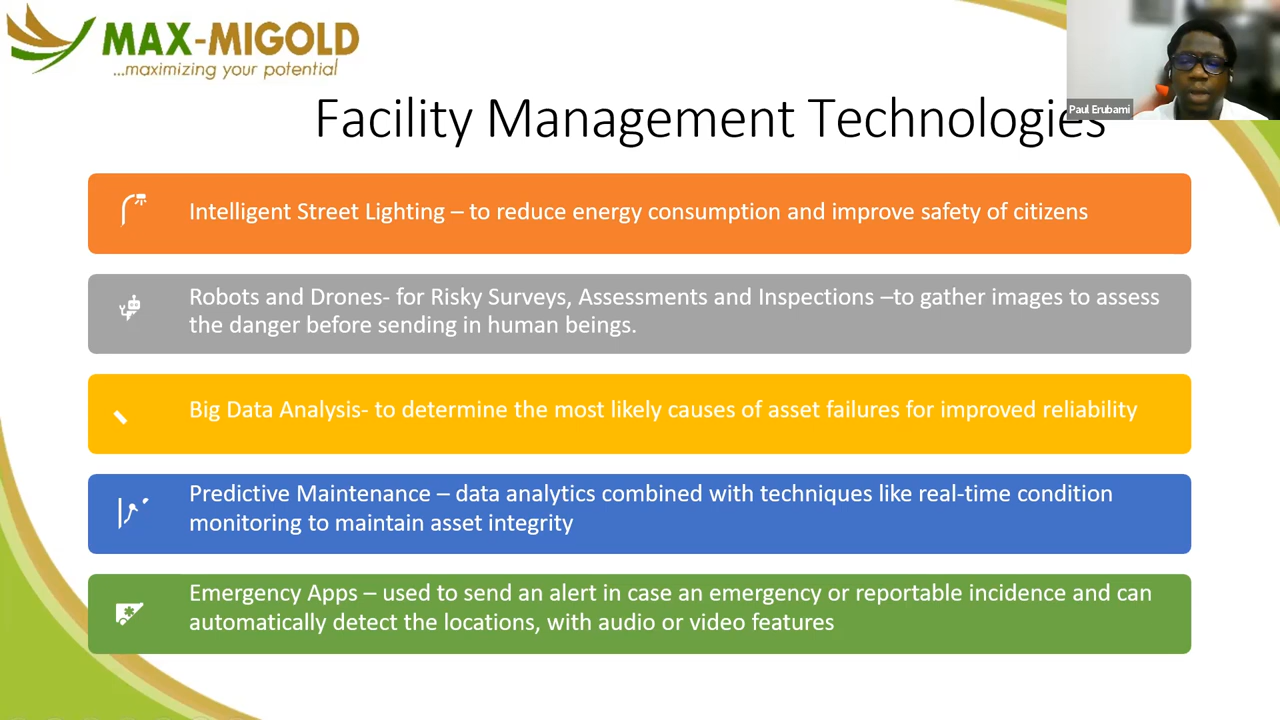 MAX-MIGOLD
...maximizing your potential
Paul Erubami
Facility Management Technologies
Intelligent Street Lighting – to reduce energy consumption and improve safety of citizens
Robots and Drones- for Risky Surveys, Assessments and Inspections –to gather images to assess
the danger before sending in human beings.
Big Data Analysis- to determine the most likely causes of asset failures for improved reliability
Predictive Maintenance – data analytics combined with techniques like real-time condition
monitoring to maintain asset integrity
Emergency Apps – used to send an alert in case an emergency or reportable incidence and can
automatically detect the locations, with audio or video features